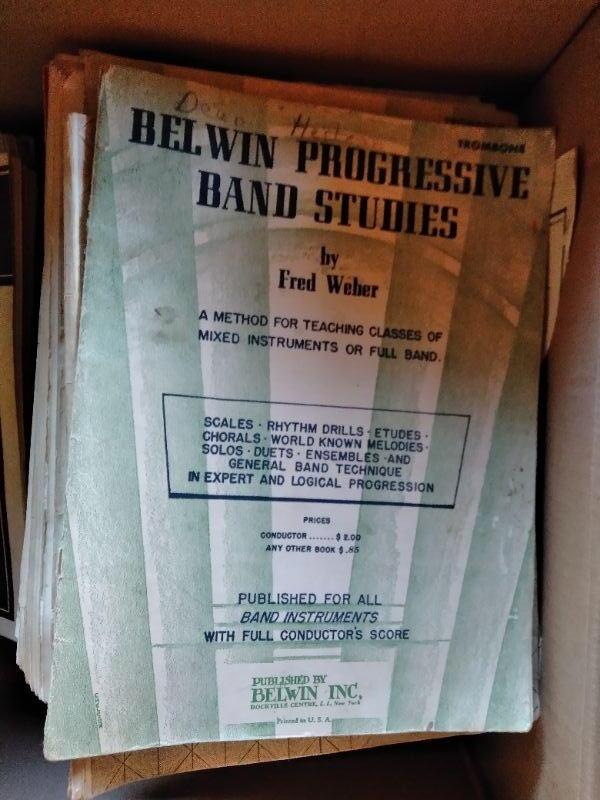 TROMBONE
BELWIN PROGRESSIVE
BAND STUDIES
by
Fred Weber
A METHOD FOR TEACHING CLASSES OF
MIXED INSTRUMENTS OR FULL BAND.
SCALES · RHYTHM DRILLS · ETUDES ·
CHORALS · WORLD KNOWN MELODIES ·
SOLOS · DUETS · ENSEMBLES · AND
GENERAL BAND TECHNIQUE
IN EXPERT AND LOGICAL PROGRESSION
PRICES
CONDUCTOR ....... $ 2.00
ANY OTHER BOOK $ .85
PUBLISHED FOR ALL
BAND INSTRUMENTS
WITH FULL CONDUCTOR'S SCORE
PUBLISHED BY
BELWIN INC.
ROCKVILLE CENTRE, L. I., New York
Printed in U. S. A.